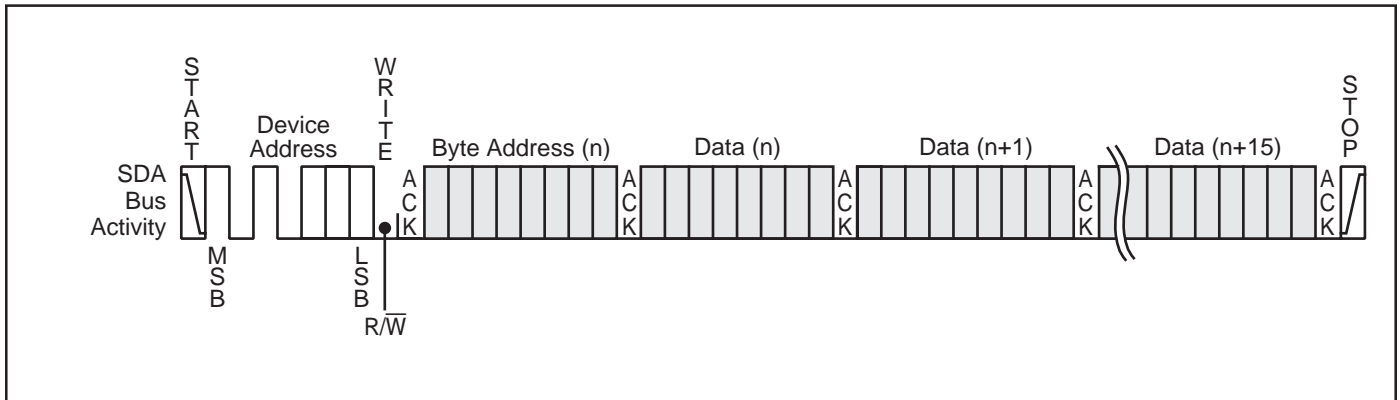 START
WRITE
STOP
Device
Address
Byte Address (n)
Data (n)
Data (n+1)
Data (n+15)
SDA
Bus
Activity
ACK
ACK
ACK
ACK
ACK
MSB
LSB
R/W̅